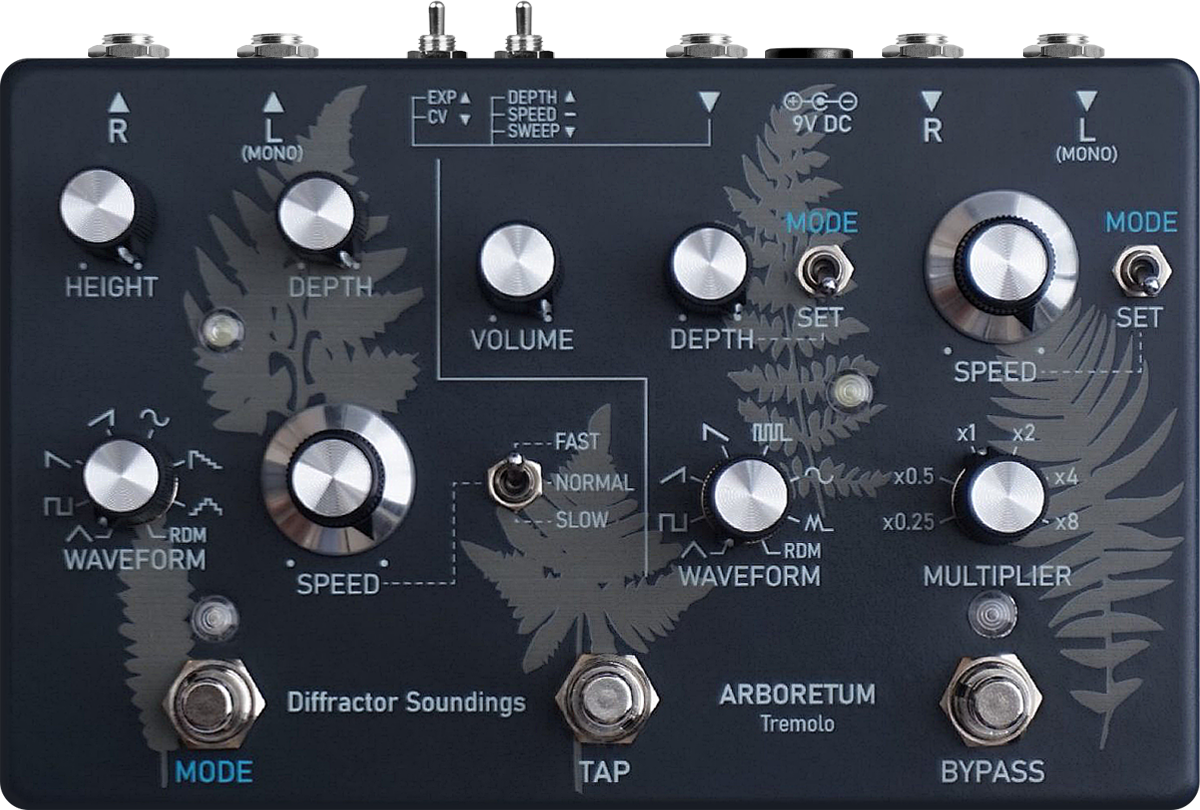 R
L
(MONO)
EXP▲
CV ▼
DEPTH ▲
SPEED –
SWEEP ▼
9V DC
R
L
(MONO)
HEIGHT
DEPTH
VOLUME
DEPTH
MODE
SET
SPEED
MODE
SET
WAVEFORM
RDM
SPEED
FAST
NORMAL
SLOW
WAVEFORM
RDM
x0.25
x0.5
x1
x2
x4
x8
MULTIPLIER
Diffractor Soundings
ARBORETUM
Tremolo
MODE
TAP
BYPASS